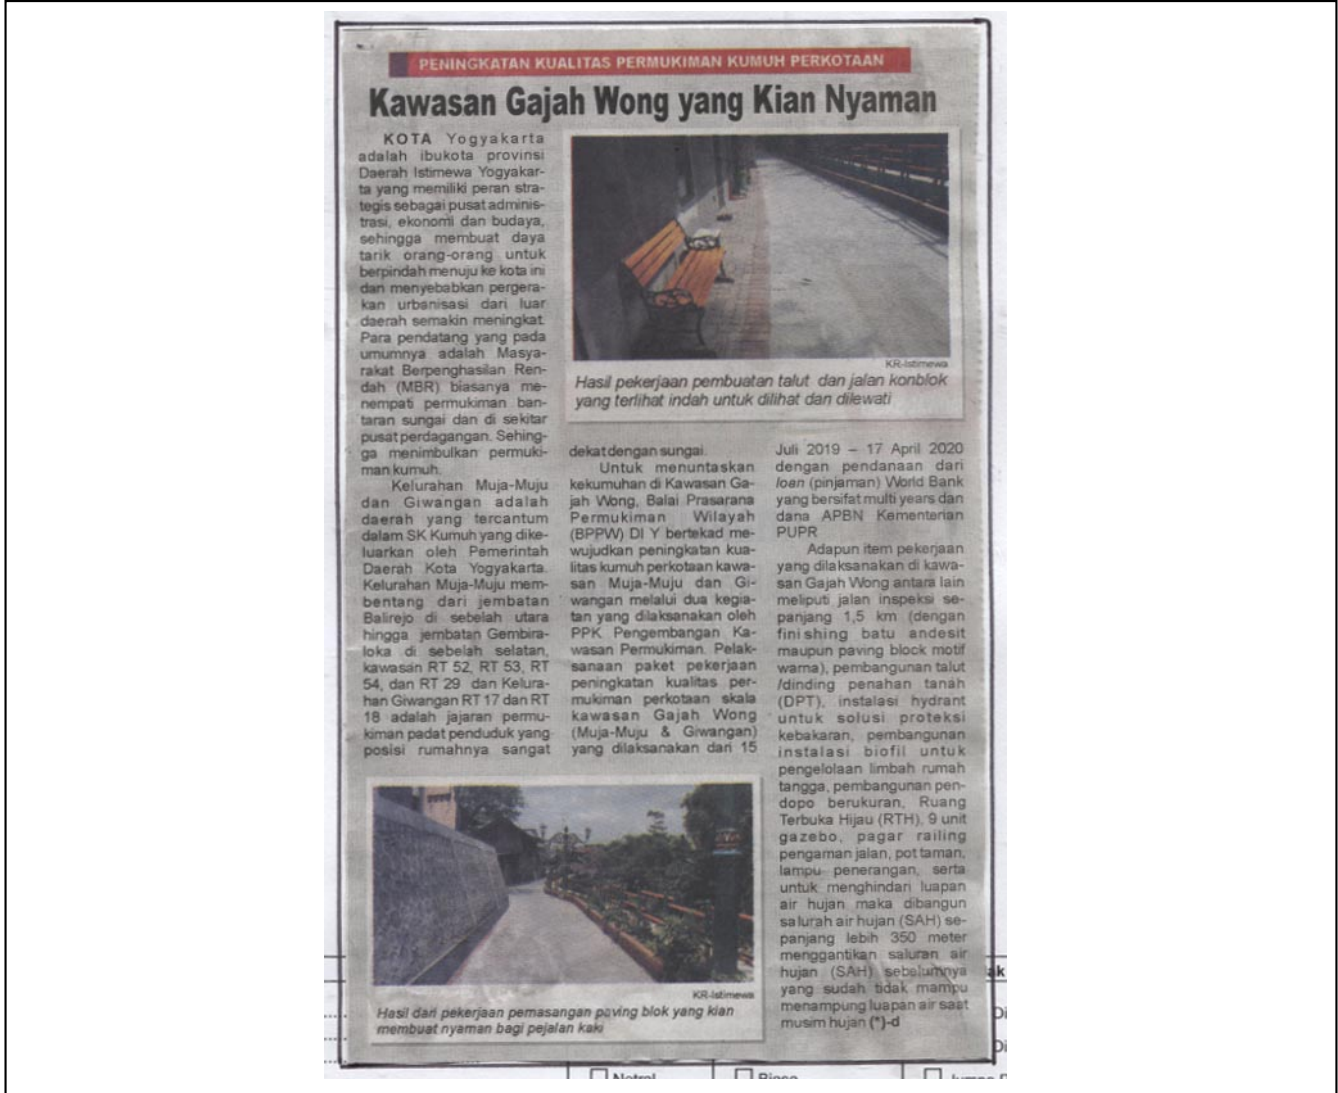 PENINGKATAN KUALITAS PERMUKIMAN KUMUH PERKOTAAN
Kawasan Gajah Wong yang Kian Nyaman
KOTA Yogyakarta
adalah ibukota provinsi
Daerah Istimewa Yogyakar-
ta yang memiliki peran stra-
tegis sebagai pusat adminis-
trasi, ekonomi dan budaya,
sehingga membuat daya
tarik orang-orang untuk
berpindah menuju ke kota ini
dan menyebabkan pergera-
kan urbanisasi dari luar
daerah semakin meningkat.
Para pendatang yang pada
umumnya adalah Masya-
rakat Berpenghasilan Ren-
dah (MBR) biasanya me-
nempati permukiman ban-
taran sungai dan di sekitar
pusat perdagangan. Sehing-
ga menimbulkan permuki-
man kumuh.
Kelurahan Muja-Muju
dan Giwangan adalah
daerah yang tercantum
dalam SK Kumuh yang dike-
luarkan oleh Pemerintah
Daerah Kota Yogyakarta.
Kelurahan Muja-Muju mem-
bentang dari jembatan
Balirejo di sebelah utara
hingga jembatan Gembira-
loka di sebelah selatan,
kawasan RT 52, RT 53, RT
54, dan RT 29 dan Kelura-
han Giwangan RT 17 dan RT
18 adalah jajaran permu-
kiman padat penduduk yang
posisi rumahnya sangat
KR-Istimewa
Hasil pekerjaan pembuatan talut dan jalan konblok
yang terlihat indah untuk dilihat dan dilewati
dekat dengan sungai.
Untuk menuntaskan
kekumuhan di Kawasan Ga-
jah Wong, Balai Prasarana
Permukiman Wilayah
(BPPW) DI Y bertekad me-
wujudkan peningkatan kua-
litas kumuh perkotaan kawa-
san Muja-Muju dan Gi-
wangan melalui dua kegia-
tan yang dilaksanakan oleh
PPK Pengembangan Ka-
wasan Permukiman. Pelak-
sanaan paket pekerjaan
peningkatan kualitas per-
mukiman perkotaan skala
kawasan Gajah Wong
(Muja-Muju & Giwangan)
yang dilaksanakan dari 15
Juli 2019 – 17 April 2020
dengan pendanaan dari
loan (pinjaman) World Bank
yang bersifat multi years dan
dana APBN Kementerian
PUPR
Adapun item pekerjaan
yang dilaksanakan di kawa-
san Gajah Wong antara lain
meliputi jalan inspeksi se-
panjang 1,5 km (dengan
finishing batu andesit
maupun paving block motif
warna), pembangunan talut
/dinding penahan tanah
(DPT), instalasi hydrant
untuk solusi proteksi
kebakaran, pembangunan
instalasi biofil untuk
pengelolaan limbah rumah
tangga, pembangunan pen-
dopo berukuran, Ruang
Terbuka Hijau (RTH), 9 unit
gazebo, pagar railing
pengaman jalan, pot taman,
lampu penerangan, serta
untuk menghindari luapan
air hujan maka dibangun
salurah air hujan (SAH) se-
panjang lebih 350 meter
menggantikan saluran air
hujan (SAH) sebelumnya
yang sudah tidak mampu
menampung luapan air saat
musim hujan (*)-d
KR-Istimewa
Hasil dari pekerjaan pemasangan paving blok yang kian
membuat nyaman bagi pejalan kaki
ak
Di
Di
Netral
Biasa